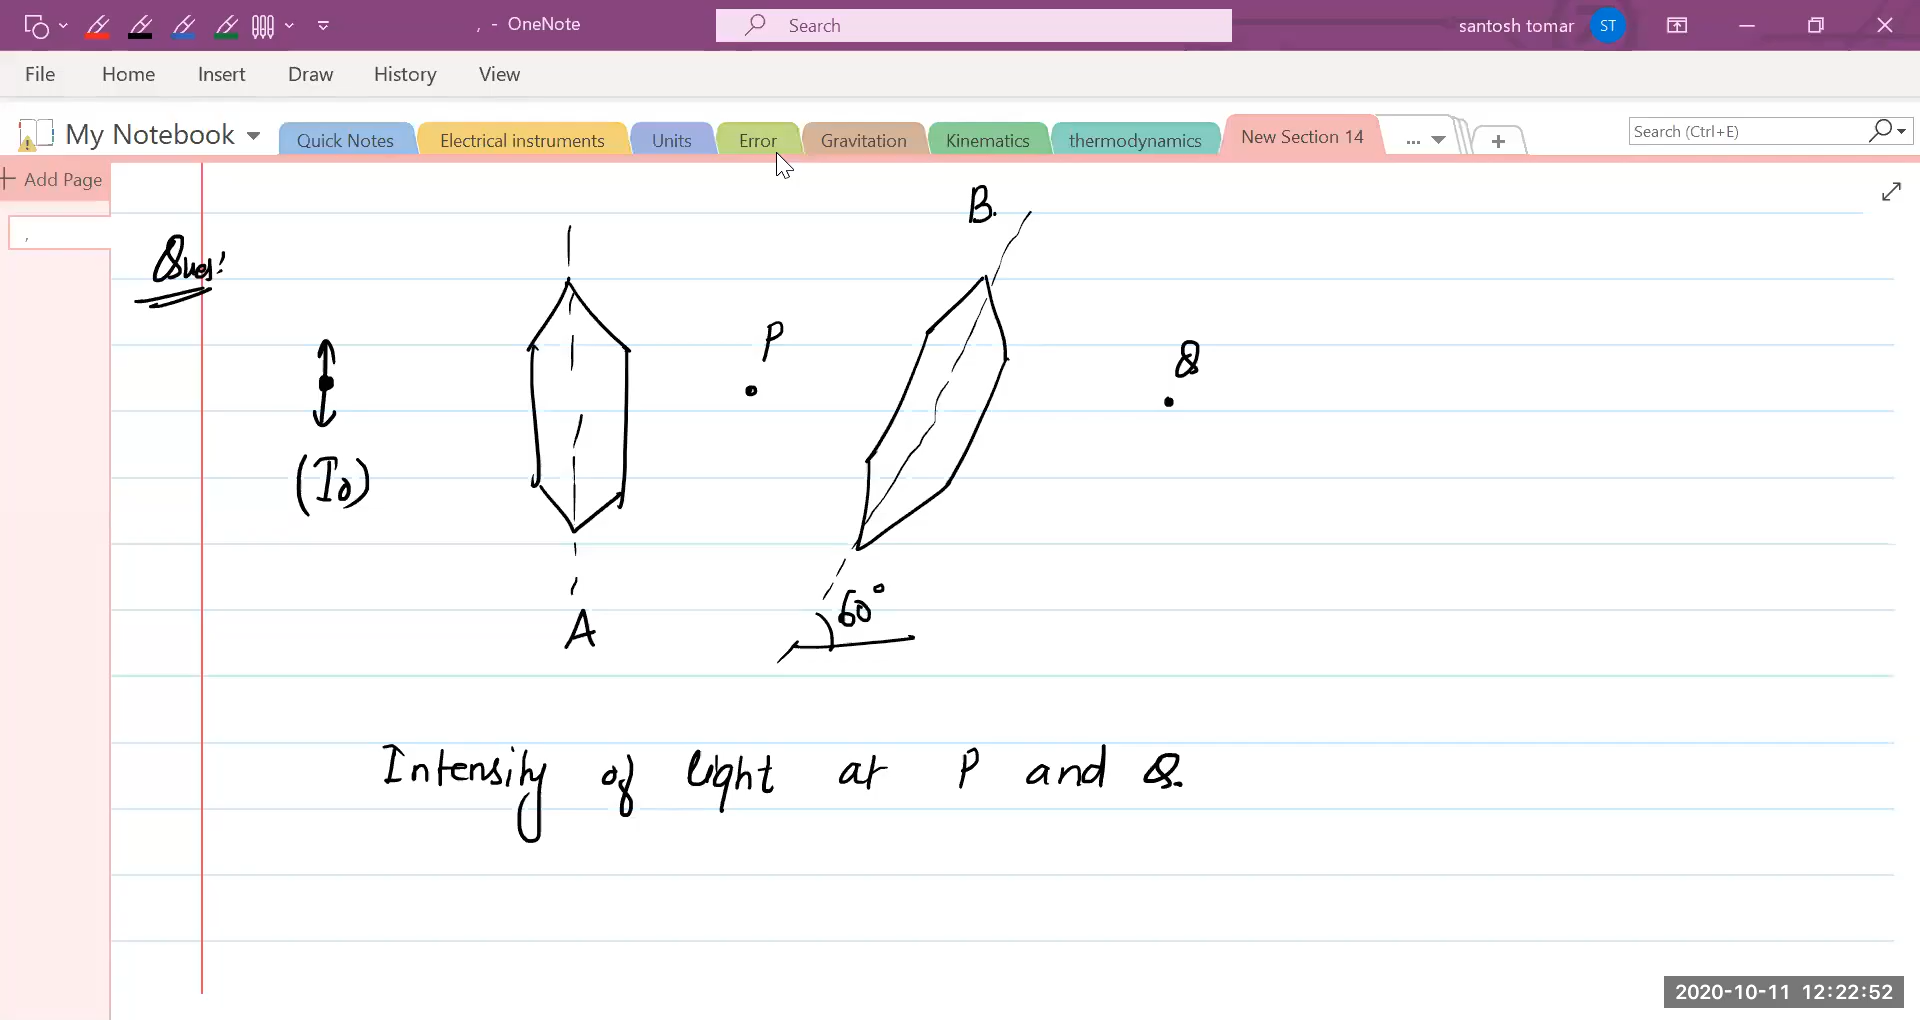 , - OneNote
Search
santosh tomar
ST
File Home Insert Draw History View
My Notebook
Quick Notes
Electrical instruments
Units
Error
Gravitation
Kinematics
thermodynamics
New Section 14
...
+
Search (Ctrl+E)
+ Add Page
,
Ques:
B.
P
Q
(I0)
60°
A
Intensity of light at P and Q.
2020-10-11 12:22:52